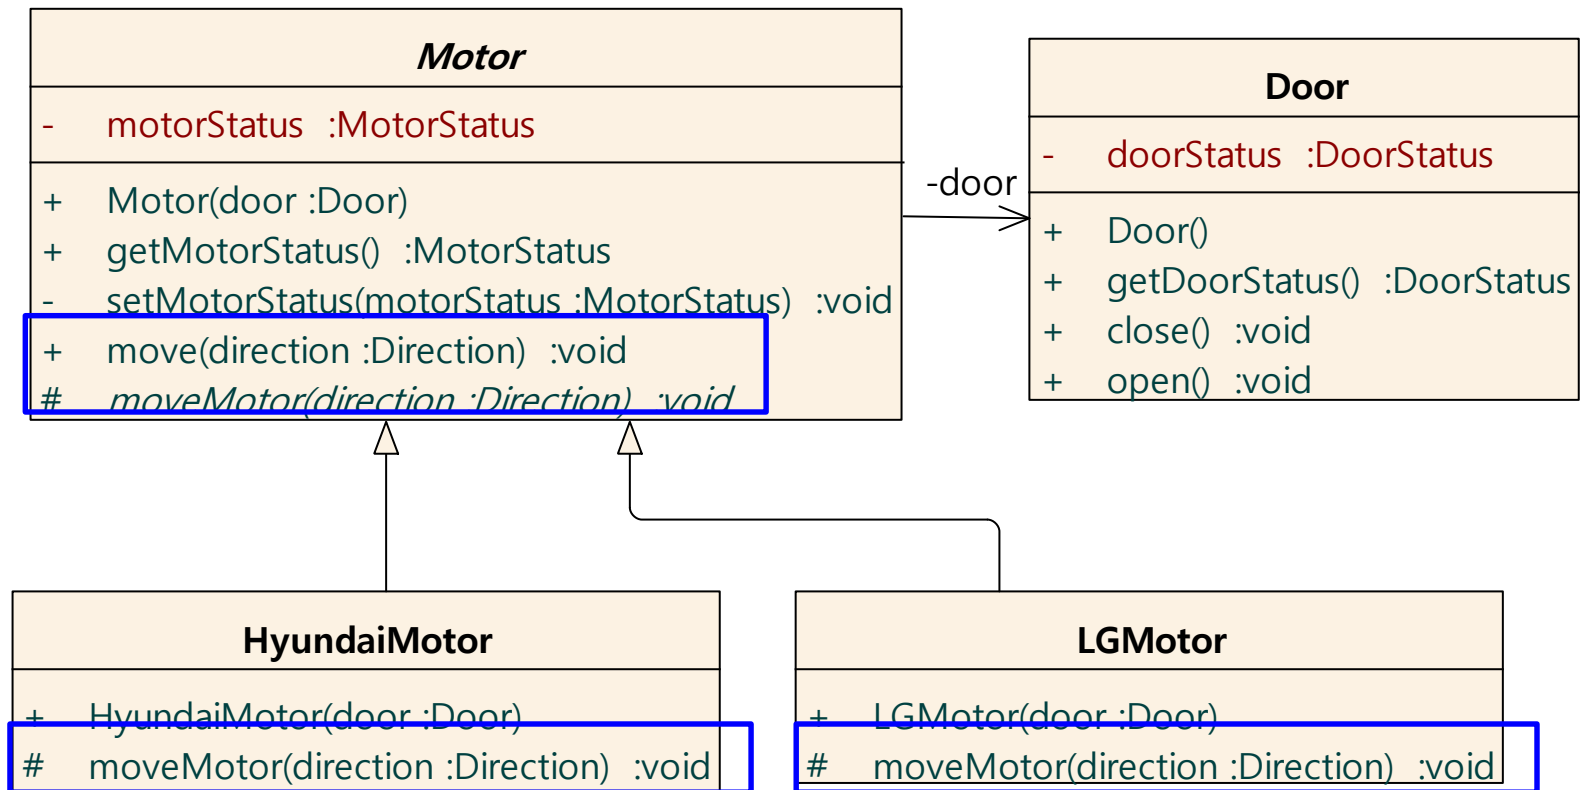 Motor
- motorStatus :MotorStatus
+ Motor(door :Door)
+ getMotorStatus() :MotorStatus
- setMotorStatus(motorStatus :MotorStatus) :void
+ move(direction :Direction) :void
# moveMotor(direction :Direction) :void
-door
Door
- doorStatus :DoorStatus
+ Door()
+ getDoorStatus() :DoorStatus
+ close() :void
+ open() :void
HyundaiMotor
+ HyundaiMotor(door :Door)
# moveMotor(direction :Direction) :void
LGMotor
+ LGMotor(door :Door)
# moveMotor(direction :Direction) :void